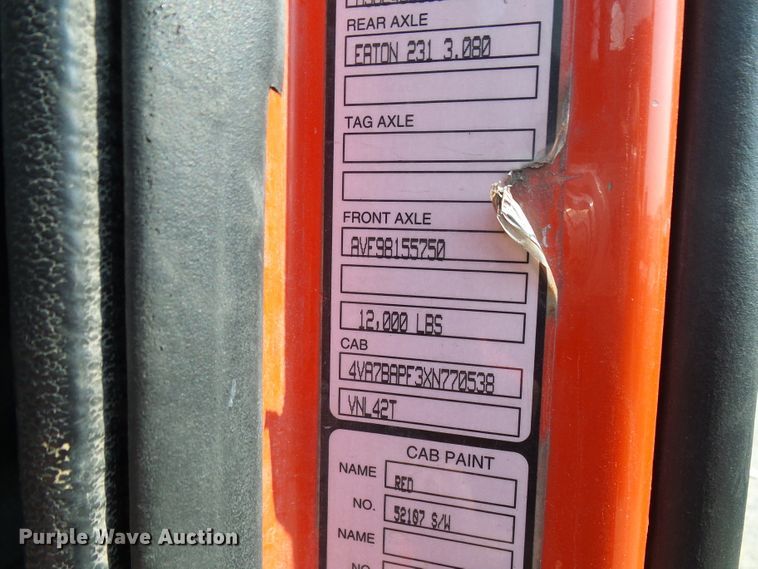 REAR AXLE
EATON 231 3.080
TAG AXLE
FRONT AXLE
AVF98155750
12,000 LBS
CAB
4VA7BAPF3XN770538
VNL42T
CAB PAINT
NAME RED
NO. 52107 S/W
NAME
NO.
Purple Wave Auction